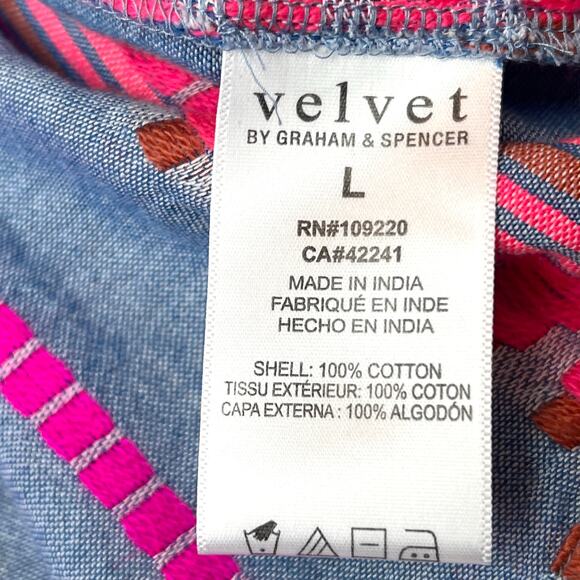 velvet
BY GRAHAM & SPENCER
L
RN#109220
CA#42241
MADE IN INDIA
FABRIQUÉ EN INDE
HECHO EN INDIA
SHELL: 100% COTTON
TISSU EXTÉRIEUR: 100% COTON
CAPA EXTERNA : 100% ALGODÓN